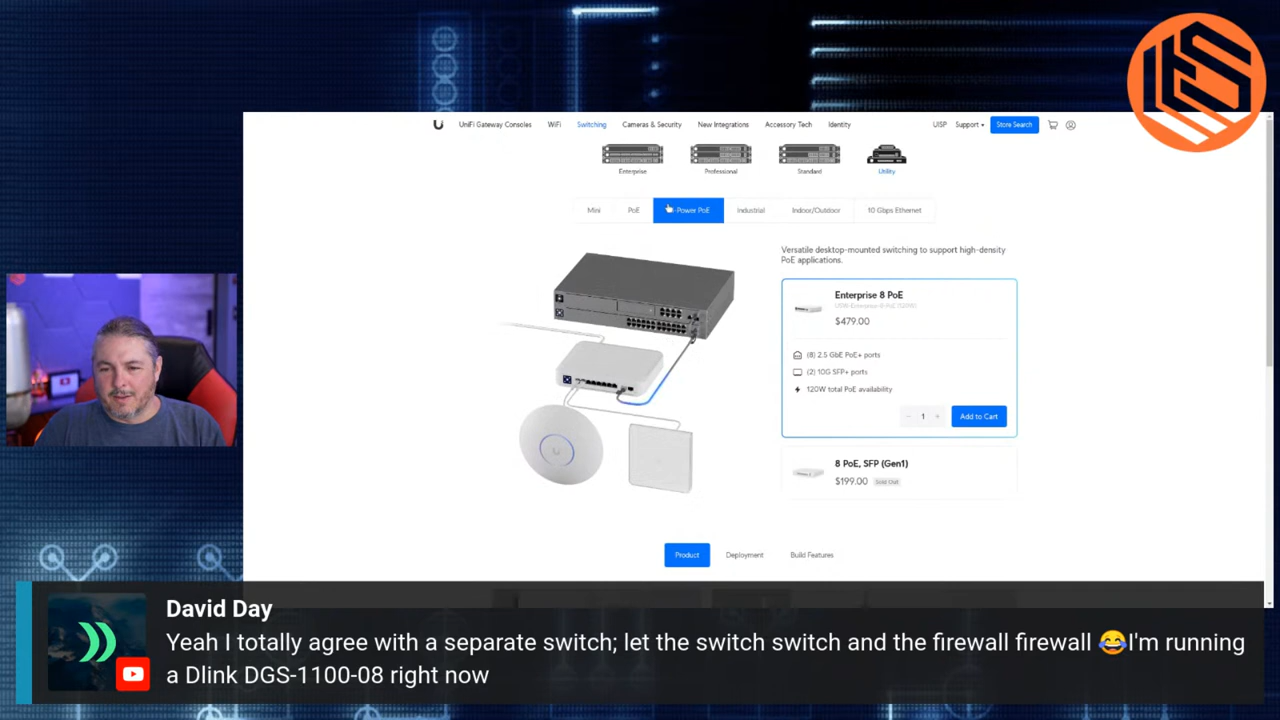 UniFi Gateway Consoles WiFi Switching Cameras & Security New Integrations Accessory Tech Identity UISP Support Store Search
Enterprise Professional Standard Utility
Mini PoE -Power PoE Industrial Indoor/Outdoor 10 Gbps Ethernet
Versatile desktop-mounted switching to support high-density
PoE applications.
Enterprise 8 PoE
$479.00
(8) 2.5 GbE PoE+ ports
(2) 10G SFP+ ports
120W total PoE availability
1 Add to Cart
8 PoE, SFP (Gen1)
$199.00 Sold Out
Product Deployment Build Features
David Day
Yeah I totally agree with a separate switch; let the switch switch and the firewall firewall 😂I'm running
a Dlink DGS-1100-08 right now